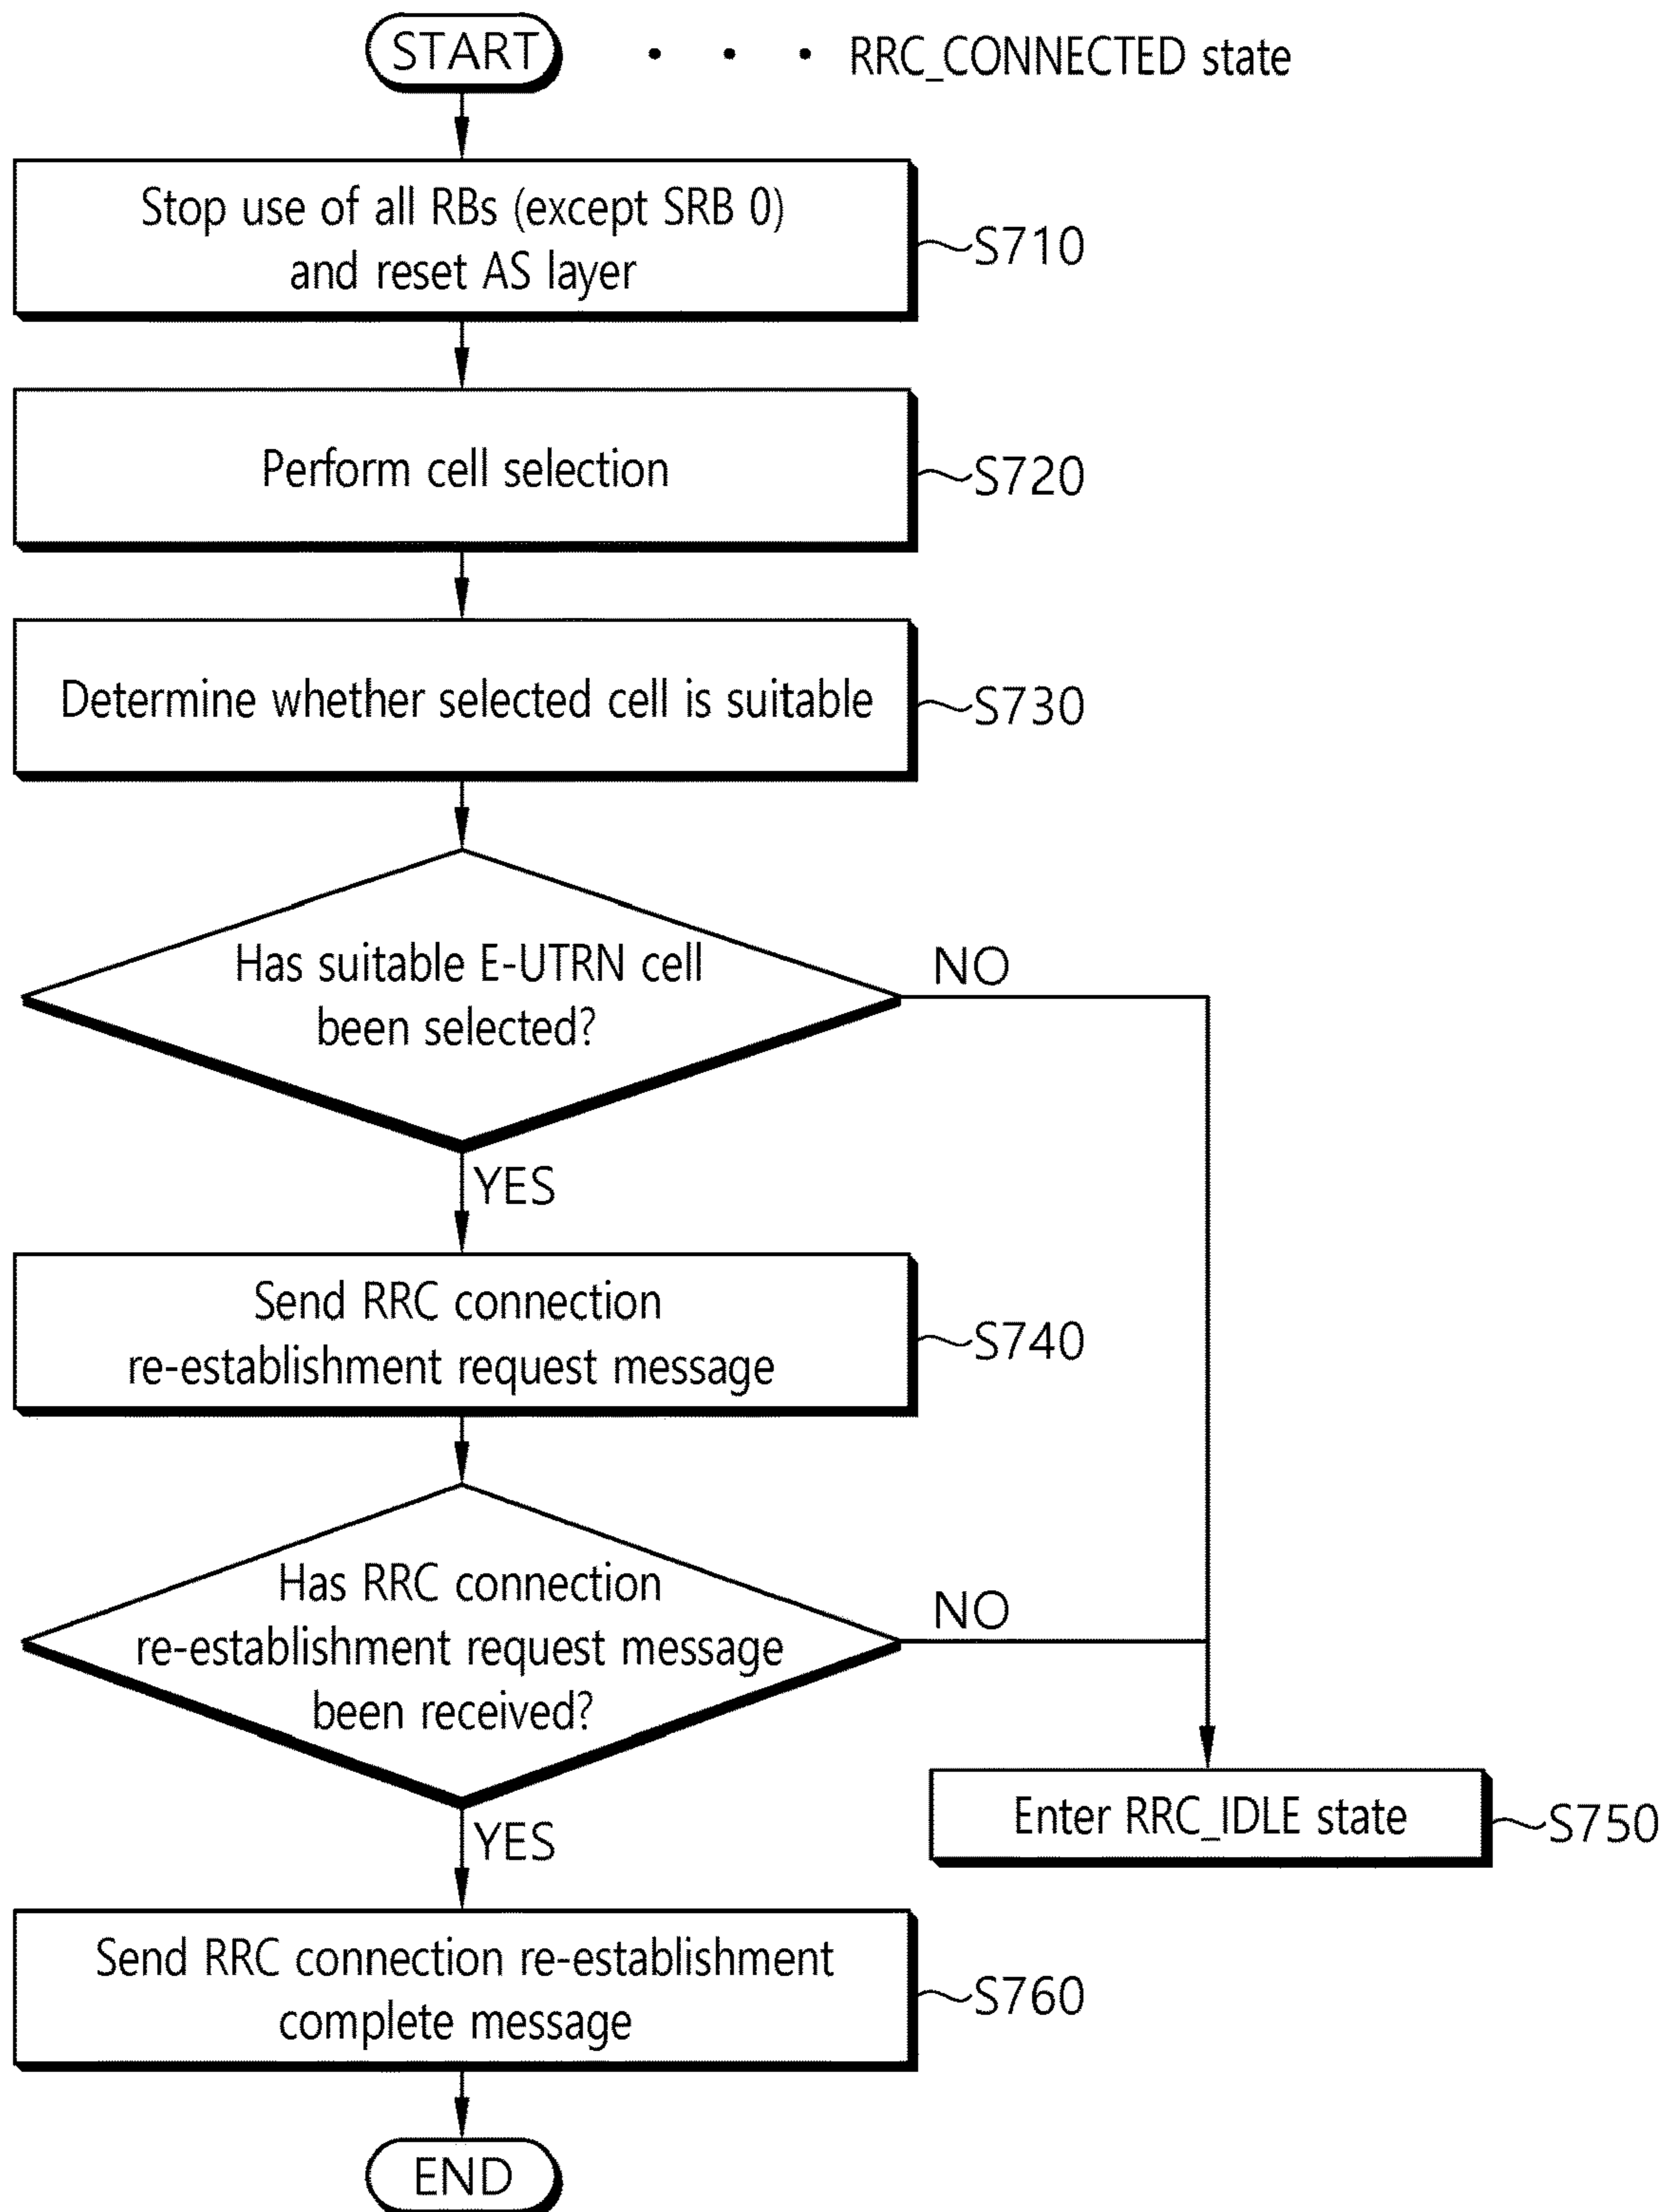 START
• • • RRC_CONNECTED state
Stop use of all RBs (except SRB 0)
and reset AS layer
S710
Perform cell selection
S720
Determine whether selected cell is suitable
S730
Has suitable E-UTRN cell
been selected?
NO
YES
Send RRC connection
re-establishment request message
S740
Has RRC connection
re-establishment request message
been received?
NO
YES
Enter RRC_IDLE state
S750
Send RRC connection re-establishment
complete message
S760
END